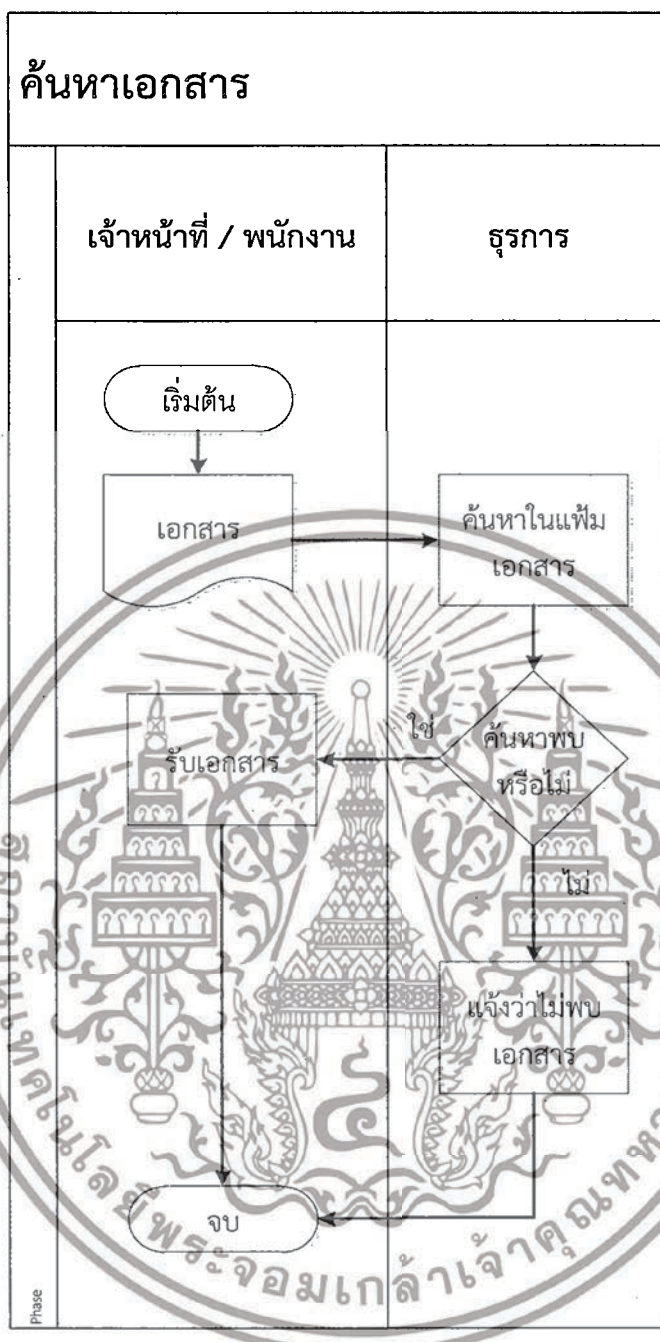 ค้นหาเอกสาร
เจ้าหน้าที่ / พนักงาน
ธุรการ
เริ่มต้น
เอกสาร
ค้นหาในแฟ้ม
เอกสาร
ค้นหาพบ
หรือไม่
ใช่
รับเอกสาร
ไม่
แจ้งว่าไม่พบ
เอกสาร
จบ
Phase
พระจอมเกล้าเจ้าคุณทหาร